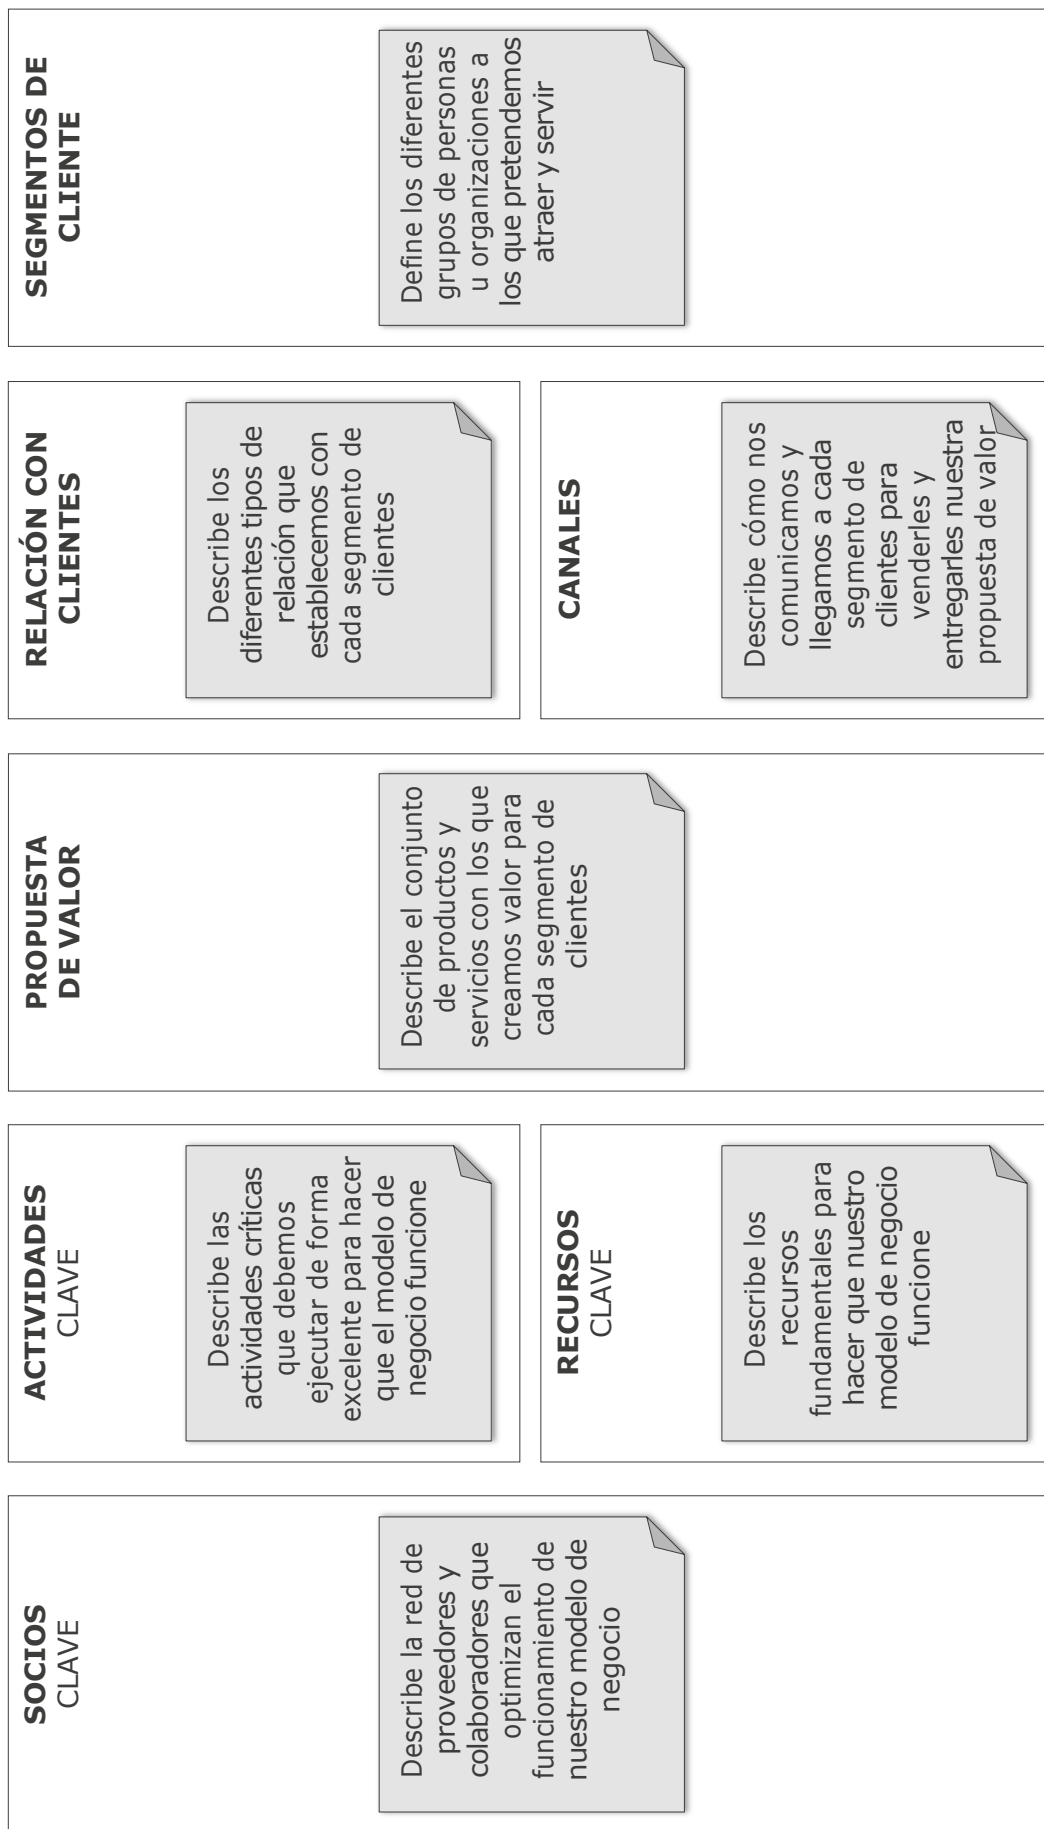 SOCIOS
CLAVE
Describe la red de
proveedores y
colaboradores que
optimizan el
funcionamiento de
nuestro modelo de
negocio
ACTIVIDADES
CLAVE
Describe las
actividades críticas
que debemos
ejecutar de forma
excelente para hacer
que el modelo de
negocio funcione
RECURSOS
CLAVE
Describe los
recursos
fundamentales para
hacer que nuestro
modelo de negocio
funcione
PROPUESTA
DE VALOR
Describe el conjunto
de productos y
servicios con los que
creamos valor para
cada segmento de
clientes
RELACIÓN CON
CLIENTES
Describe los
diferentes tipos de
relación que
establecemos con
cada segmento de
clientes
CANALES
Describe cómo nos
comunicamos y
llegamos a cada
segmento de
clientes para
venderles y
entregarles nuestra
propuesta de valor
SEGMENTOS DE
CLIENTE
Define los diferentes
grupos de personas
u organizaciones a
los que pretendemos
atraer y servir